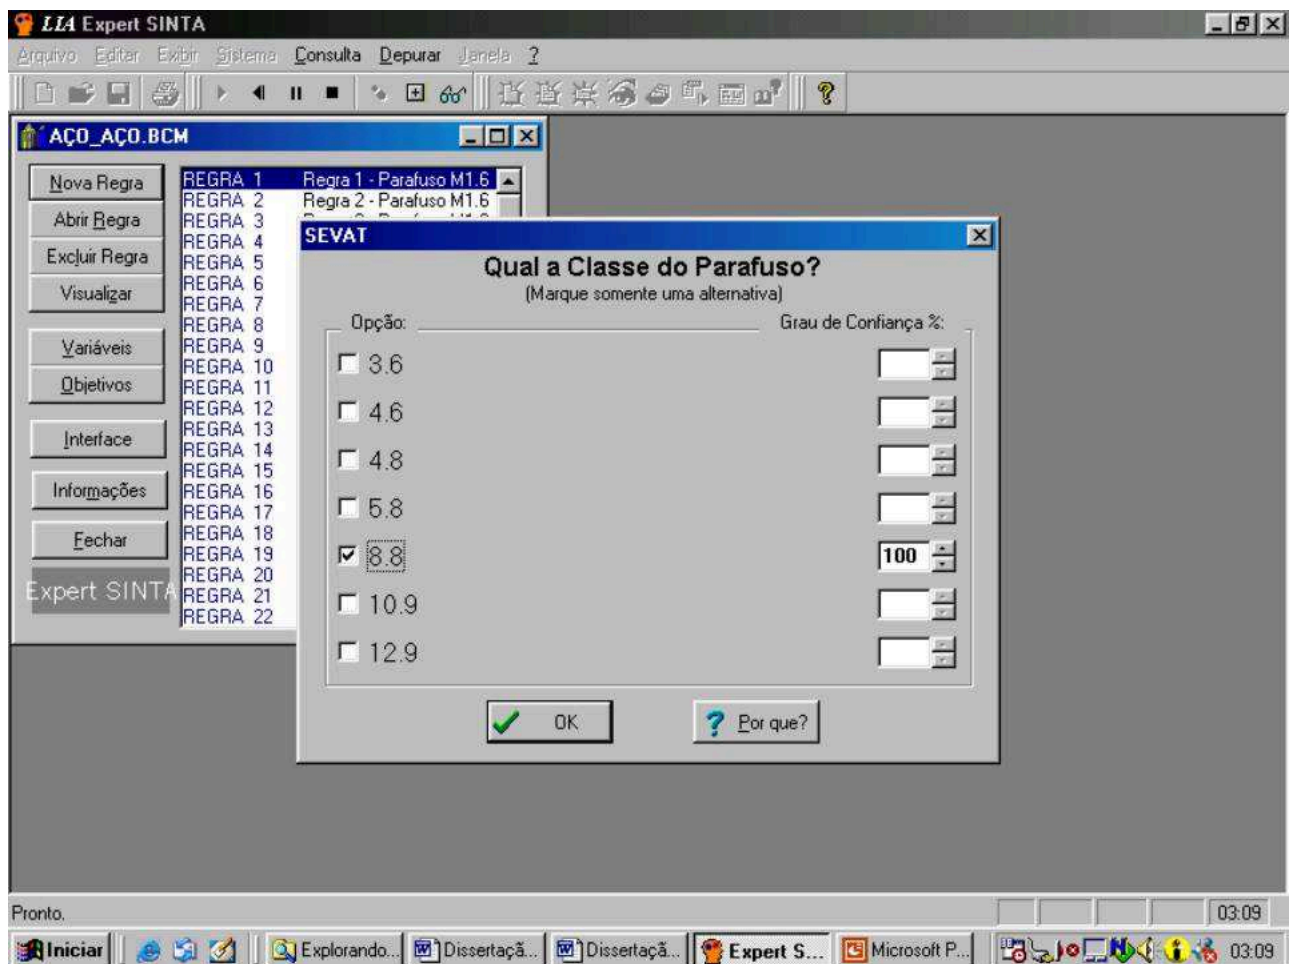 LIA Expert SINTA
Arquivo Editar Exibir Sistema Consulta Depurar Janela ?
AÇO_AÇO.BCM
Nova Regra
Abrir Regra
Excluir Regra
Visualizar
Variáveis
Objetivos
Interface
Informações
Fechar
Expert SINTA
REGRA 1 Regra 1 - Parafuso M1.6
REGRA 2 Regra 2 - Parafuso M1.6
REGRA 3
REGRA 4
REGRA 5
REGRA 6
REGRA 7
REGRA 8
REGRA 9
REGRA 10
REGRA 11
REGRA 12
REGRA 13
REGRA 14
REGRA 15
REGRA 16
REGRA 17
REGRA 18
REGRA 19
REGRA 20
REGRA 21
REGRA 22
SEVAT
Qual a Classe do Parafuso?
(Marque somente uma alternativa)
Opção: Grau de Confiança %:
3.6
4.6
4.8
5.8
8.8 100
10.9
12.9
OK ? Por que?
Pronto. 03:09
Iniciar Explorando... Dissertaçã... Dissertaçã... Expert S... Microsoft P... 03:09